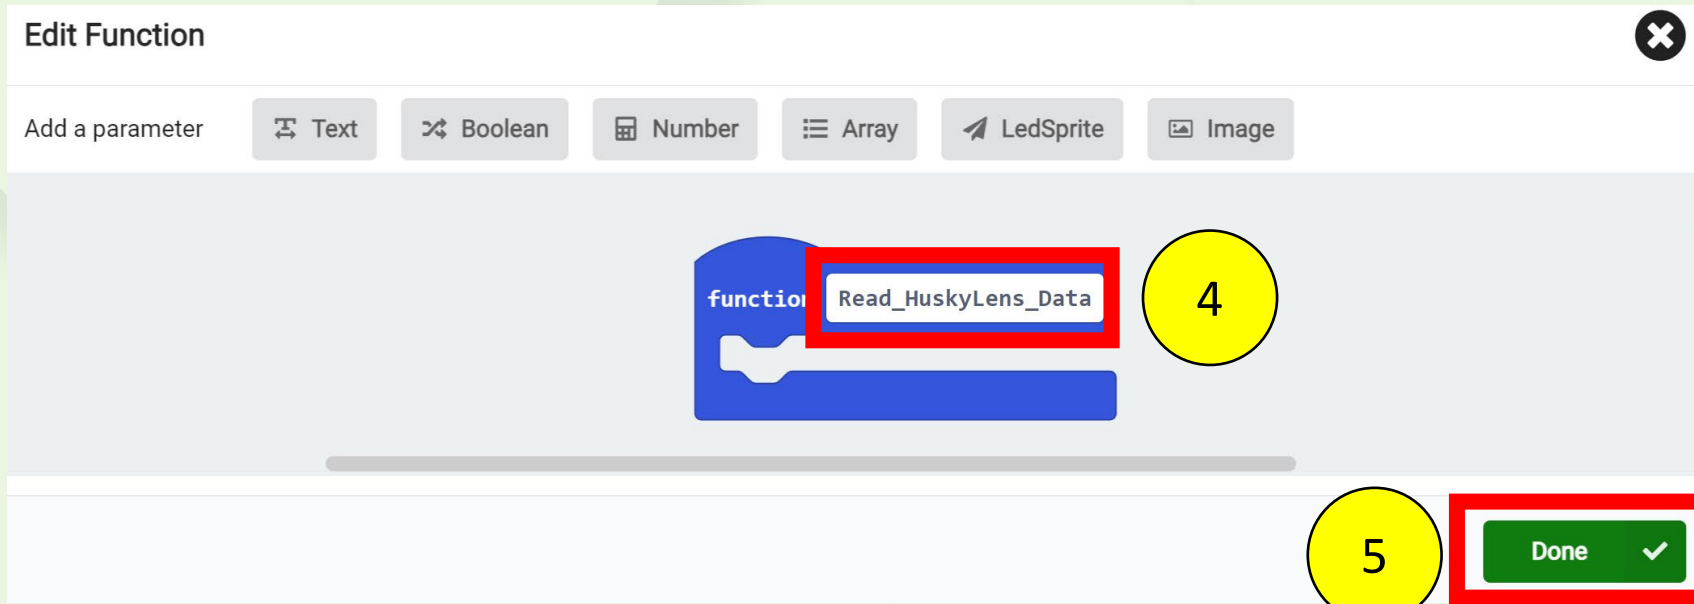 Edit Function
Add a parameter Text Boolean Number Array LedSprite Image
function Read_HuskyLens_Data 4
5 Done